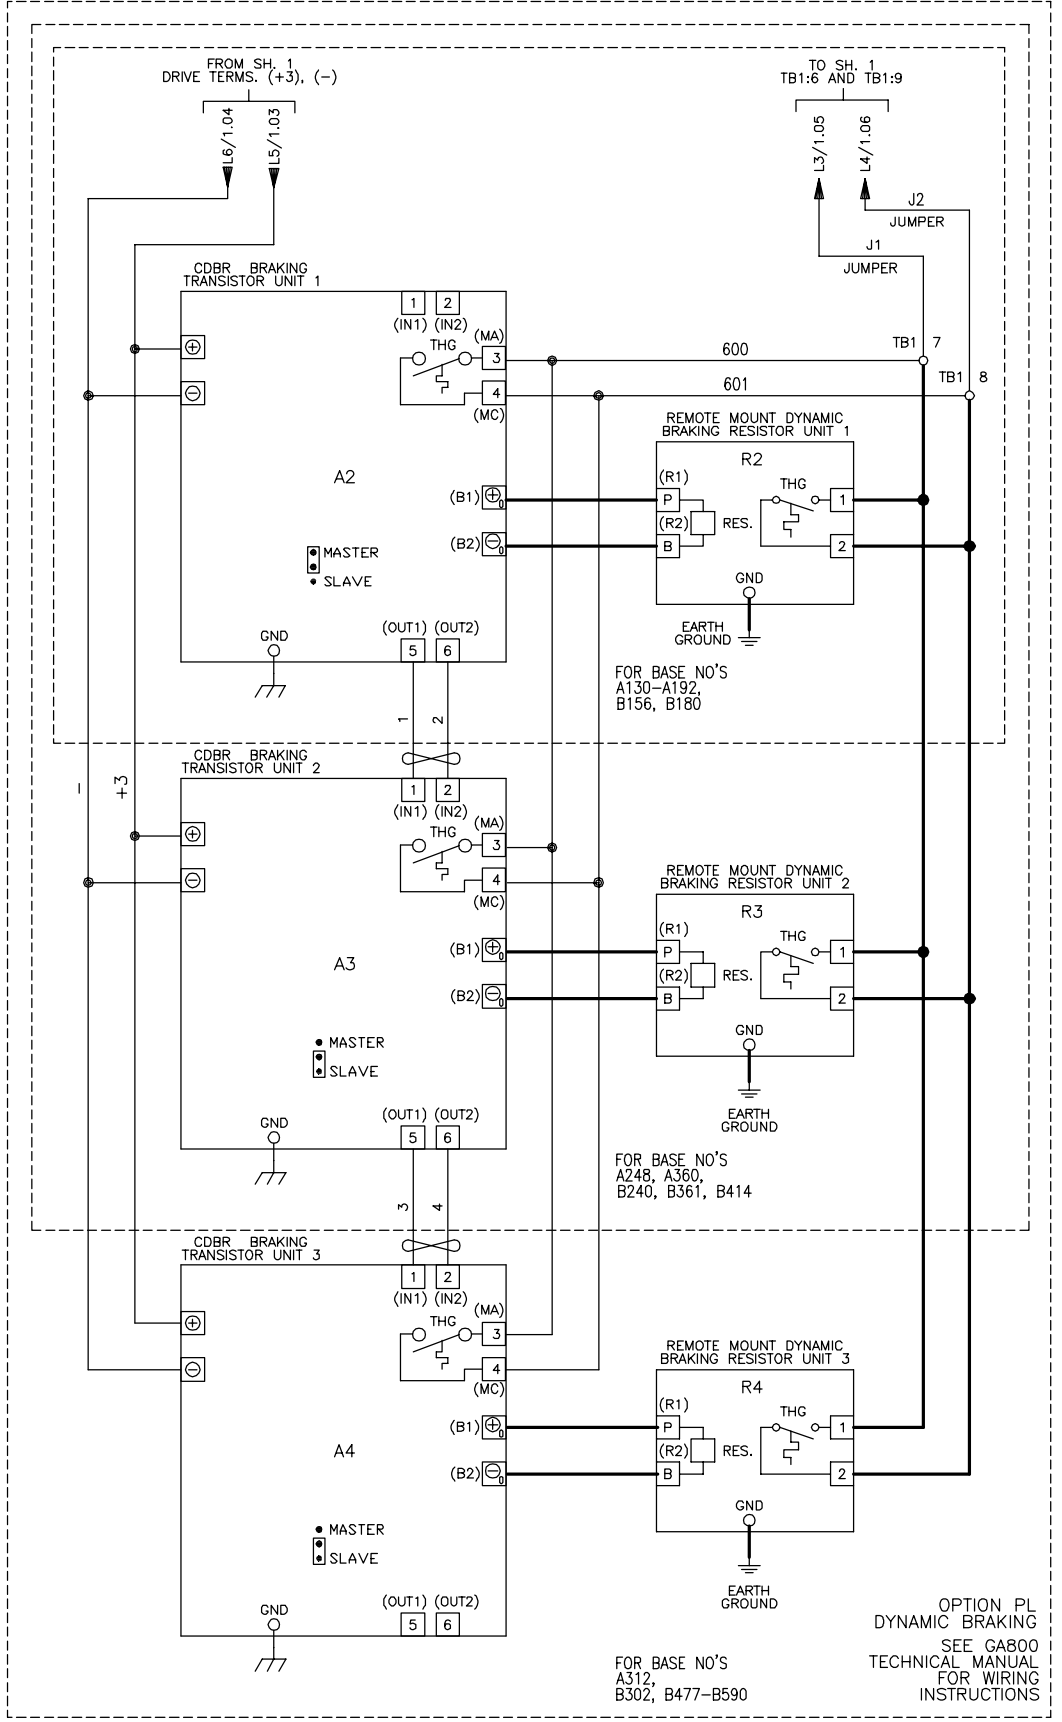 FROM SH. 1
DRIVE TERMS. (+3), (-)
L6/1.04
L5/1.03
TO SH. 1
TB1:6 AND TB1:9
L3/1.05
L4/1.06
J2
JUMPER
J1
JUMPER
CDBR BRAKING
TRANSISTOR UNIT 1
1 2
(IN1) (IN2)
(MA)
THG
3
4
(MC)
600
601
TB1 7
TB1 8
A2
(B1)
(B2)
MASTER
SLAVE
GND
(OUT1) (OUT2)
5 6
REMOTE MOUNT DYNAMIC
BRAKING RESISTOR UNIT 1
R2
(R1)
P
(R2)
B
RES.
THG
1
2
GND
EARTH
GROUND
FOR BASE NO'S
A130-A192,
B156, B180
1
2
-
+3
CDBR BRAKING
TRANSISTOR UNIT 2
1 2
(IN1) (IN2)
(MA)
THG
3
4
(MC)
A3
(B1)
(B2)
MASTER
SLAVE
GND
(OUT1) (OUT2)
5 6
REMOTE MOUNT DYNAMIC
BRAKING RESISTOR UNIT 2
R3
(R1)
P
(R2)
B
RES.
THG
1
2
GND
EARTH
GROUND
FOR BASE NO'S
A248, A360,
B240, B361, B414
3
4
CDBR BRAKING
TRANSISTOR UNIT 3
1 2
(IN1) (IN2)
(MA)
THG
3
4
(MC)
A4
(B1)
(B2)
MASTER
SLAVE
GND
(OUT1) (OUT2)
5 6
REMOTE MOUNT DYNAMIC
BRAKING RESISTOR UNIT 3
R4
(R1)
P
(R2)
B
RES.
THG
1
2
GND
EARTH
GROUND
FOR BASE NO'S
A312,
B302, B477-B590
OPTION PL
DYNAMIC BRAKING
SEE GA800
TECHNICAL MANUAL
FOR WIRING
INSTRUCTIONS